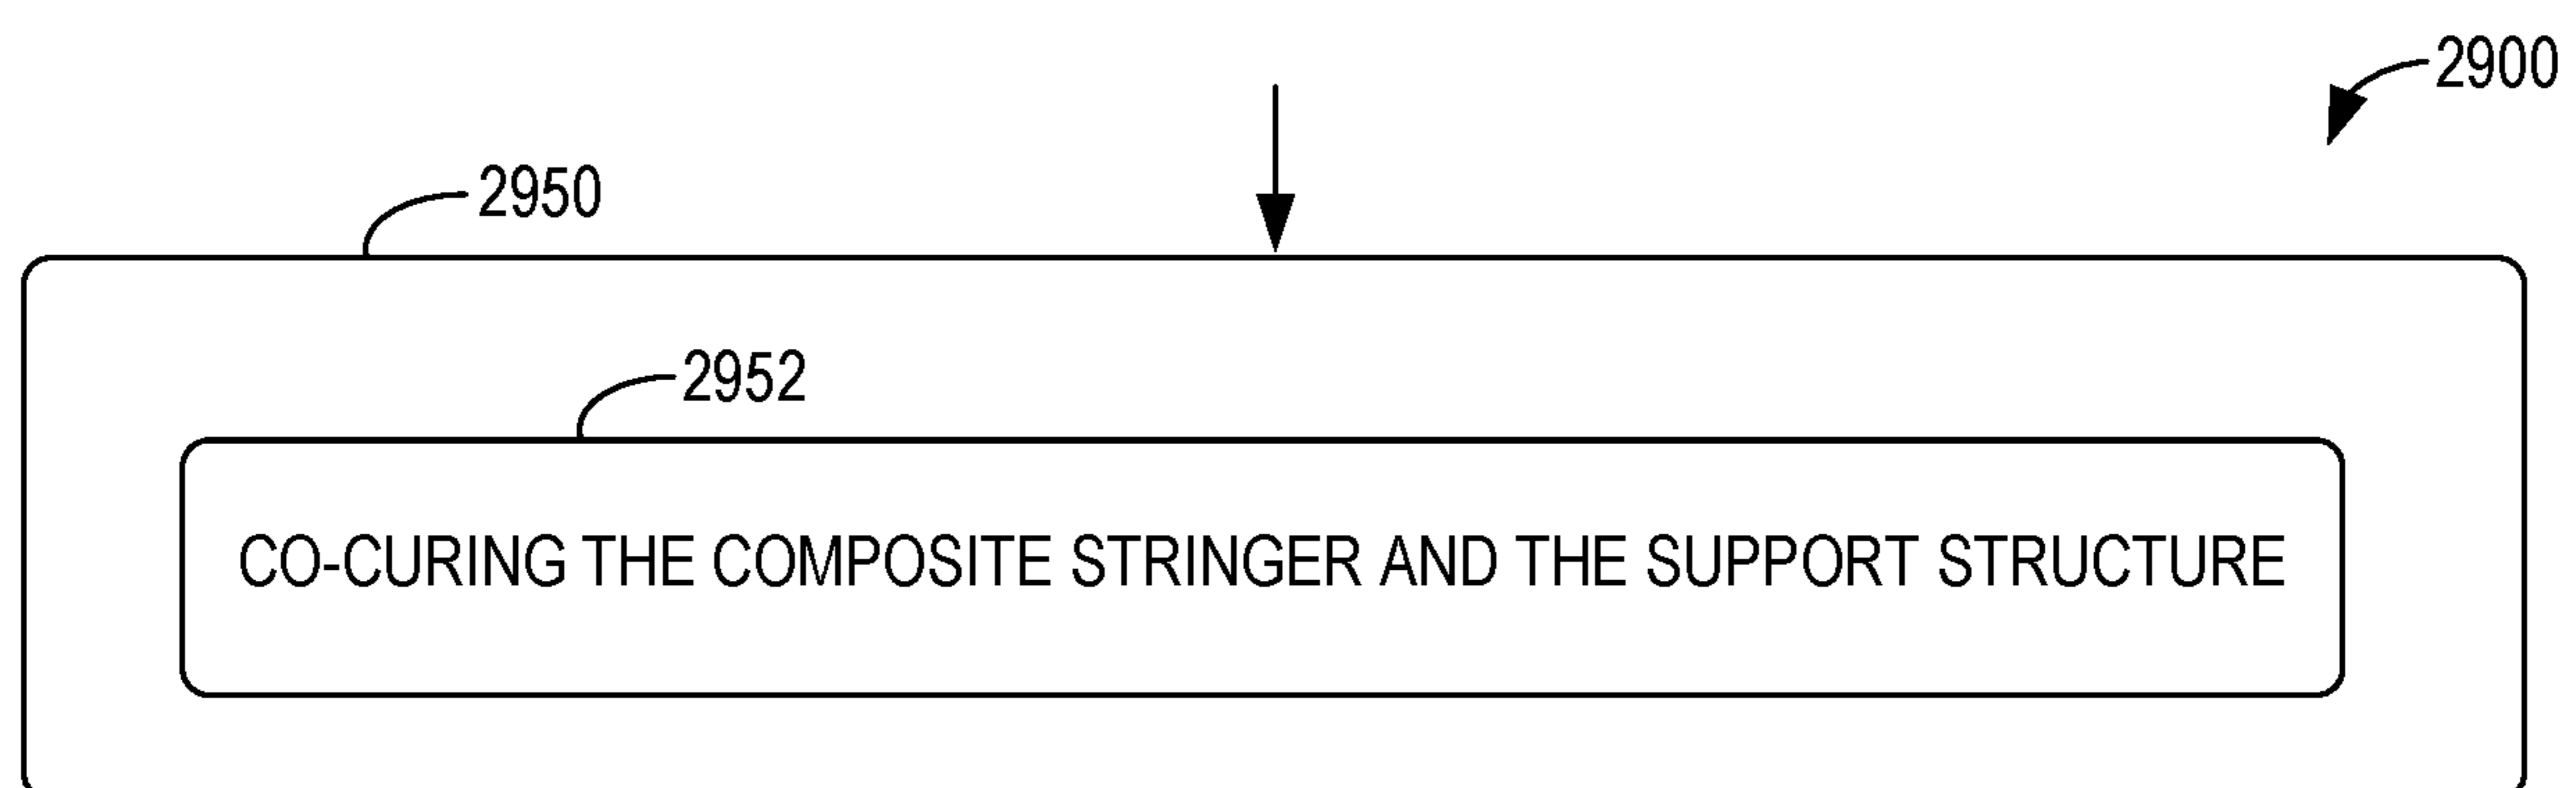 2900
2950
2952
CO-CURING THE COMPOSITE STRINGER AND THE SUPPORT STRUCTURE